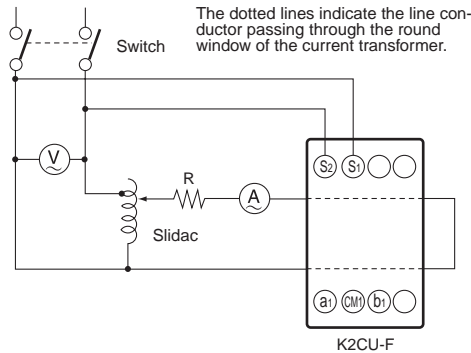 The dotted lines indicate the line con-
ductor passing through the round
window of the current transformer.
Switch
V
S2 S1
R
A
Slidac
a1 CM1 b1
K2CU-F